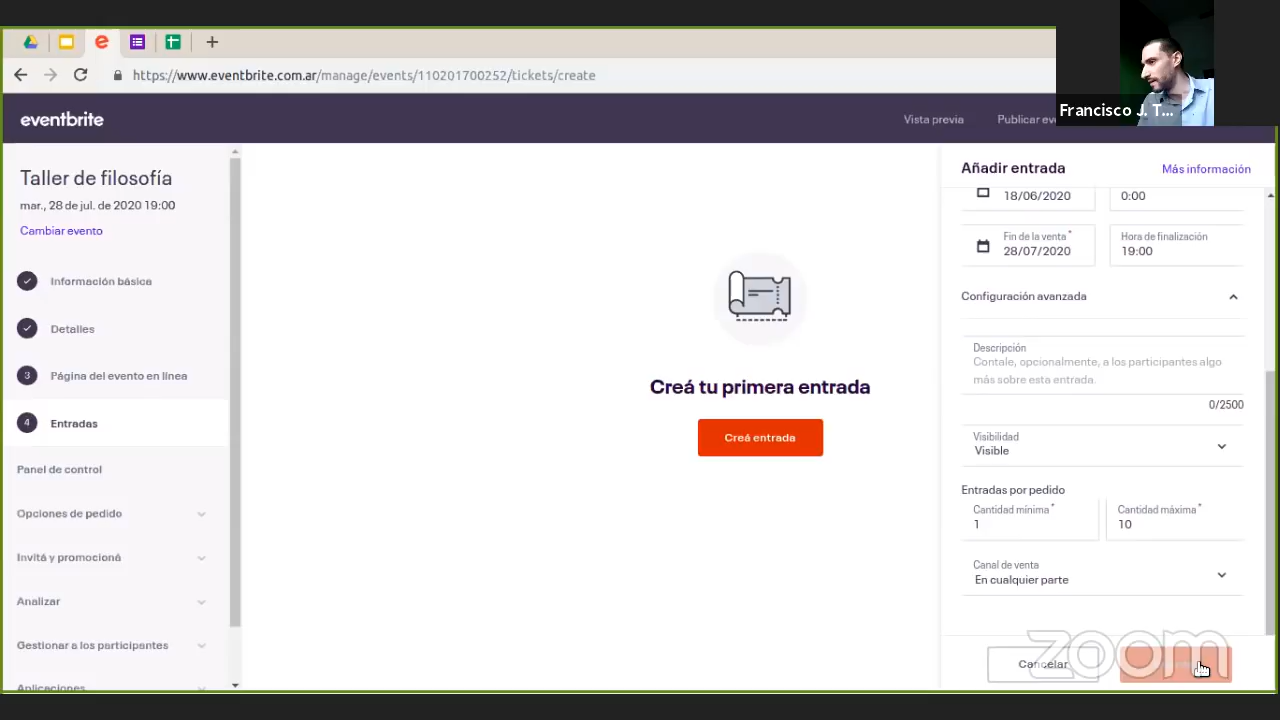 Francisco J. T...
https://www.eventbrite.com.ar/manage/events/110201700252/tickets/create
eventbrite
Vista previa
Publicar eve
Taller de filosofía
mar., 28 de jul. de 2020 19:00
Cambiar evento
Información básica
Detalles
3 Página del evento en línea
4 Entradas
Panel de control
Opciones de pedido
Invitá y promocioná
Analizar
Gestionar a los participantes
Aplicaciones
Creá tu primera entrada
Creá entrada
Añadir entrada
Más información
18/06/2020
0:00
Fin de la venta*
28/07/2020
Hora de finalización
19:00
Configuración avanzada
Descripción
Contale, opcionalmente, a los participantes algo
más sobre esta entrada.
0/2500
Visibilidad
Visible
Entradas por pedido
Cantidad mínima*
1
Cantidad máxima*
10
Canal de venta
En cualquier parte
Cancelar
zoom